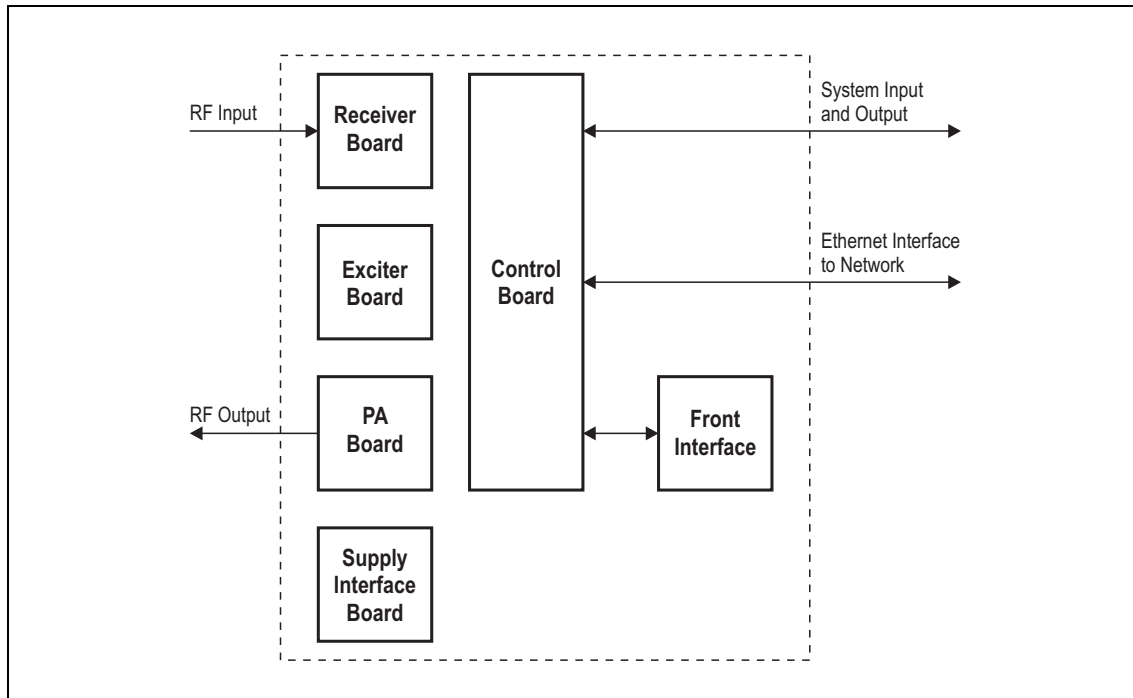 RF Input
Receiver
Board
System Input
and Output
Exciter
Board
Control
Board
Ethernet Interface
to Network
RF Output
PA
Board
Front
Interface
Supply
Interface
Board